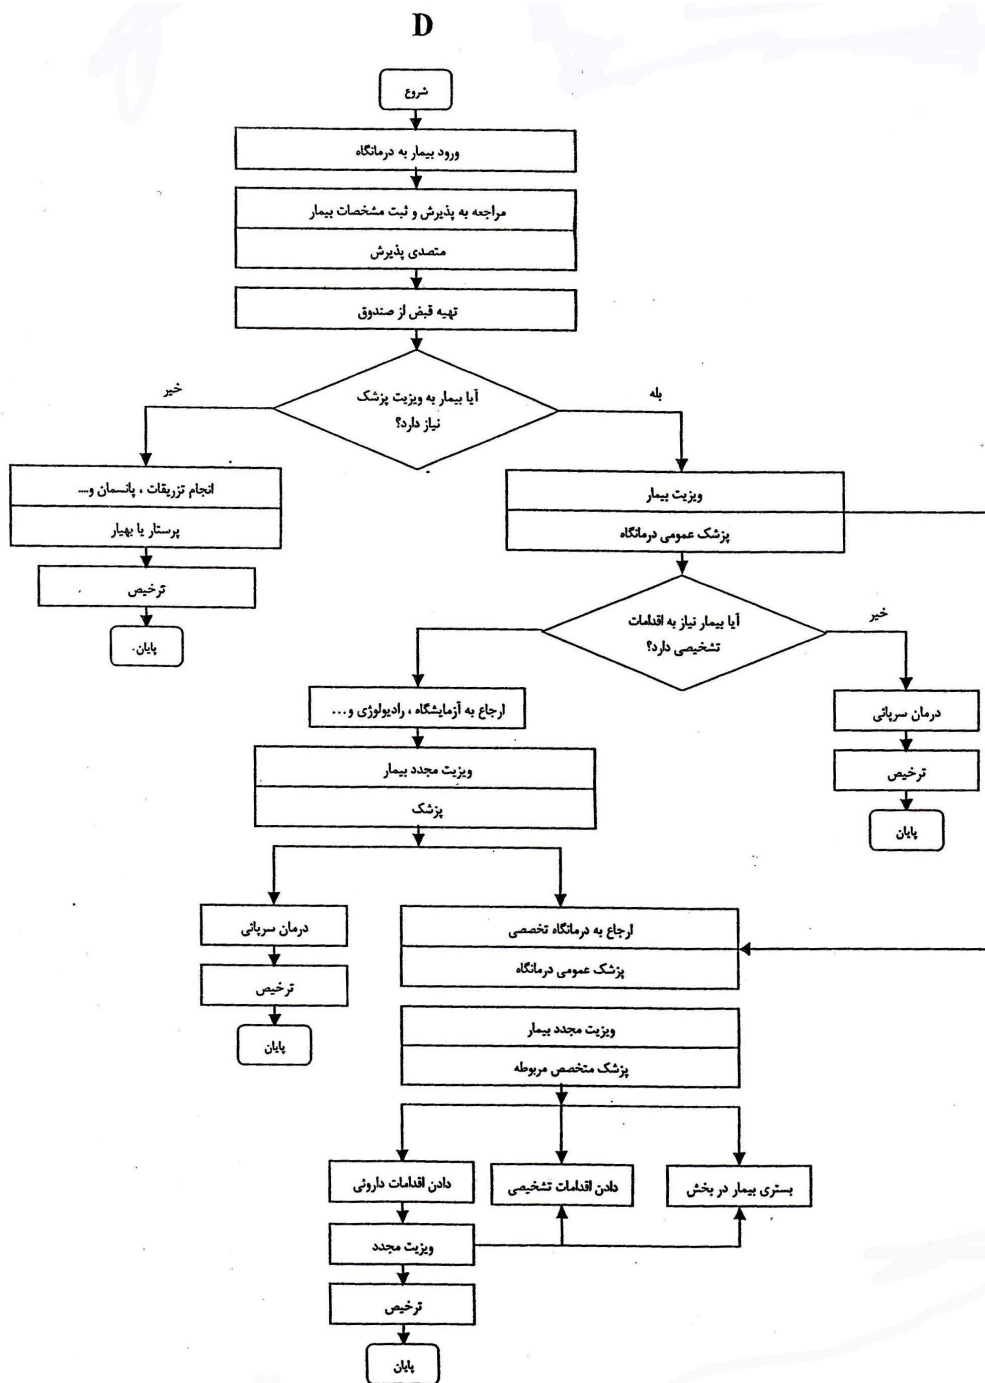 D
شروع
ورود بیمار به درمانگاه
مراجعه به پذیرش و ثبت مشخصات بیمار
متصدی پذیرش
تهیه قبض از صندوق
آیا بیمار به ویزیت پزشک
نیاز دارد؟
خیر
بله
انجام تزریقات ، پانسمان و....
پرستار یا بهیار
ترخیص
پایان.
ویزیت بیمار
پزشک عمومی درمانگاه
آیا بیمار نیاز به اقدامات
تشخیصی دارد؟
خیر
درمان سرپائی
ترخیص
پایان
ارجاع به آزمایشگاه ، رادیولوژی و...
ویزیت مجدد بیمار
پزشک
درمان سرپائی
ترخیص
پایان
ارجاع به درمانگاه تخصصی
پزشک عمومی درمانگاه
ویزیت مجدد بیمار
پزشک متخصص مربوطه
دادن اقدامات داروئی
دادن اقدامات تشخیصی
بستری بیمار در بخش
ویزیت مجدد
ترخیص
پایان